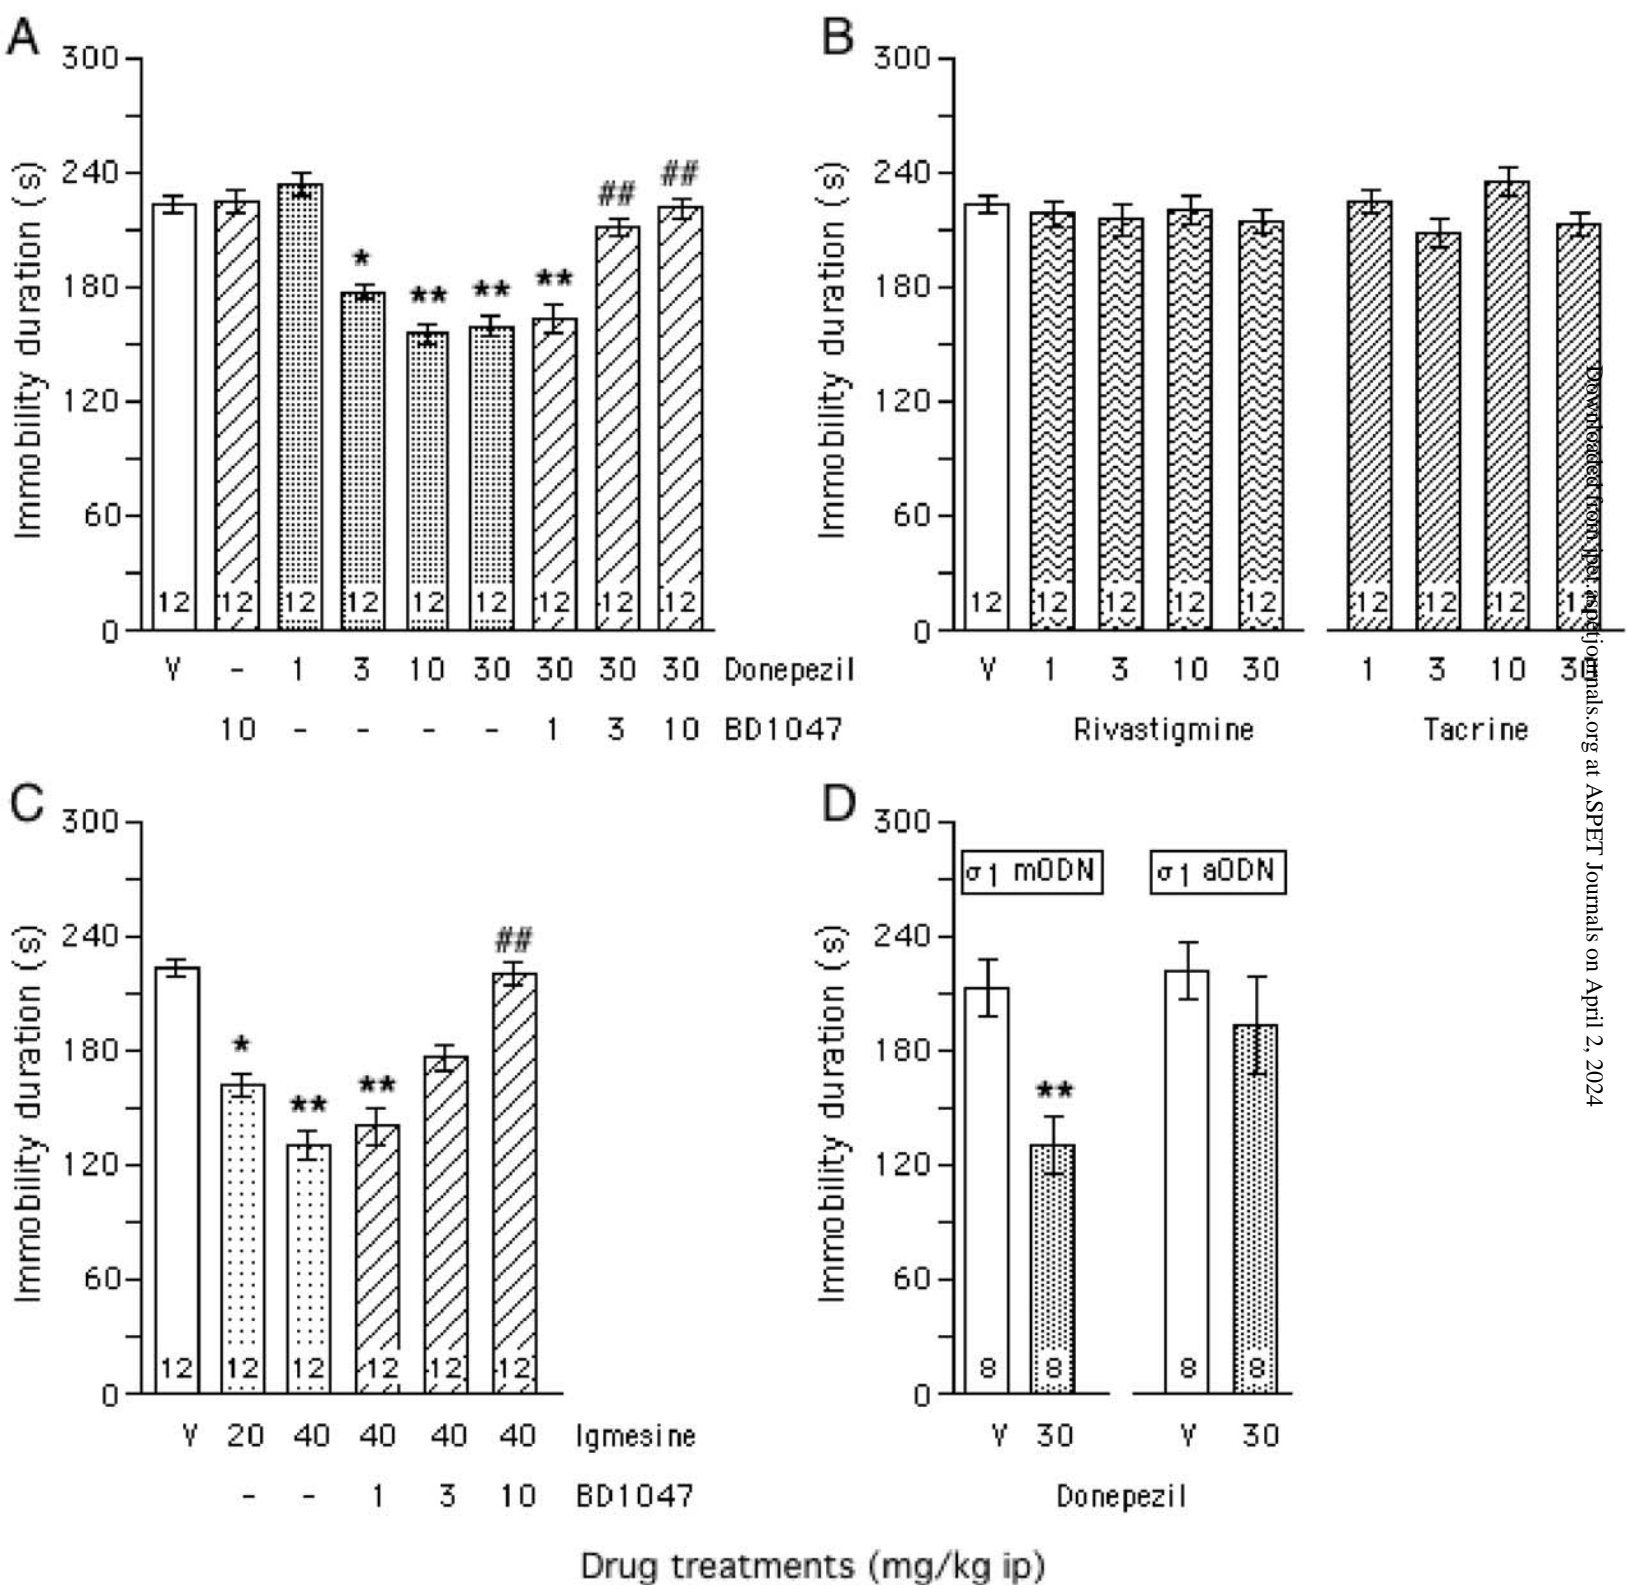 A
300
240
180
120
60
0
Immobility duration (s)
* ** ** ** ## ##
12 12 12 12 12 12 12 12 12
V - 1 3 10 30 30 30 30 Donepezil
10 - - - - 1 3 10 BD1047
B
300
240
180
120
60
0
Immobility duration (s)
12 12 12 12 12 12 12 12 12
V 1 3 10 30 1 3 10 30
Rivastigmine Tacrine
C
300
240
180
120
60
0
Immobility duration (s)
* ** ** ##
12 12 12 12 12 12
V 20 40 40 40 40 Igmesine
- - 1 3 10 BD1047
D
300
240
180
120
60
0
Immobility duration (s)
σ1 mODN σ1 aODN
**
8 8 8 8
V 30 V 30
Donepezil
Drug treatments (mg/kg ip)
Downloaded from jpet.aspetjournals.org at ASPET Journals on April 2, 2024